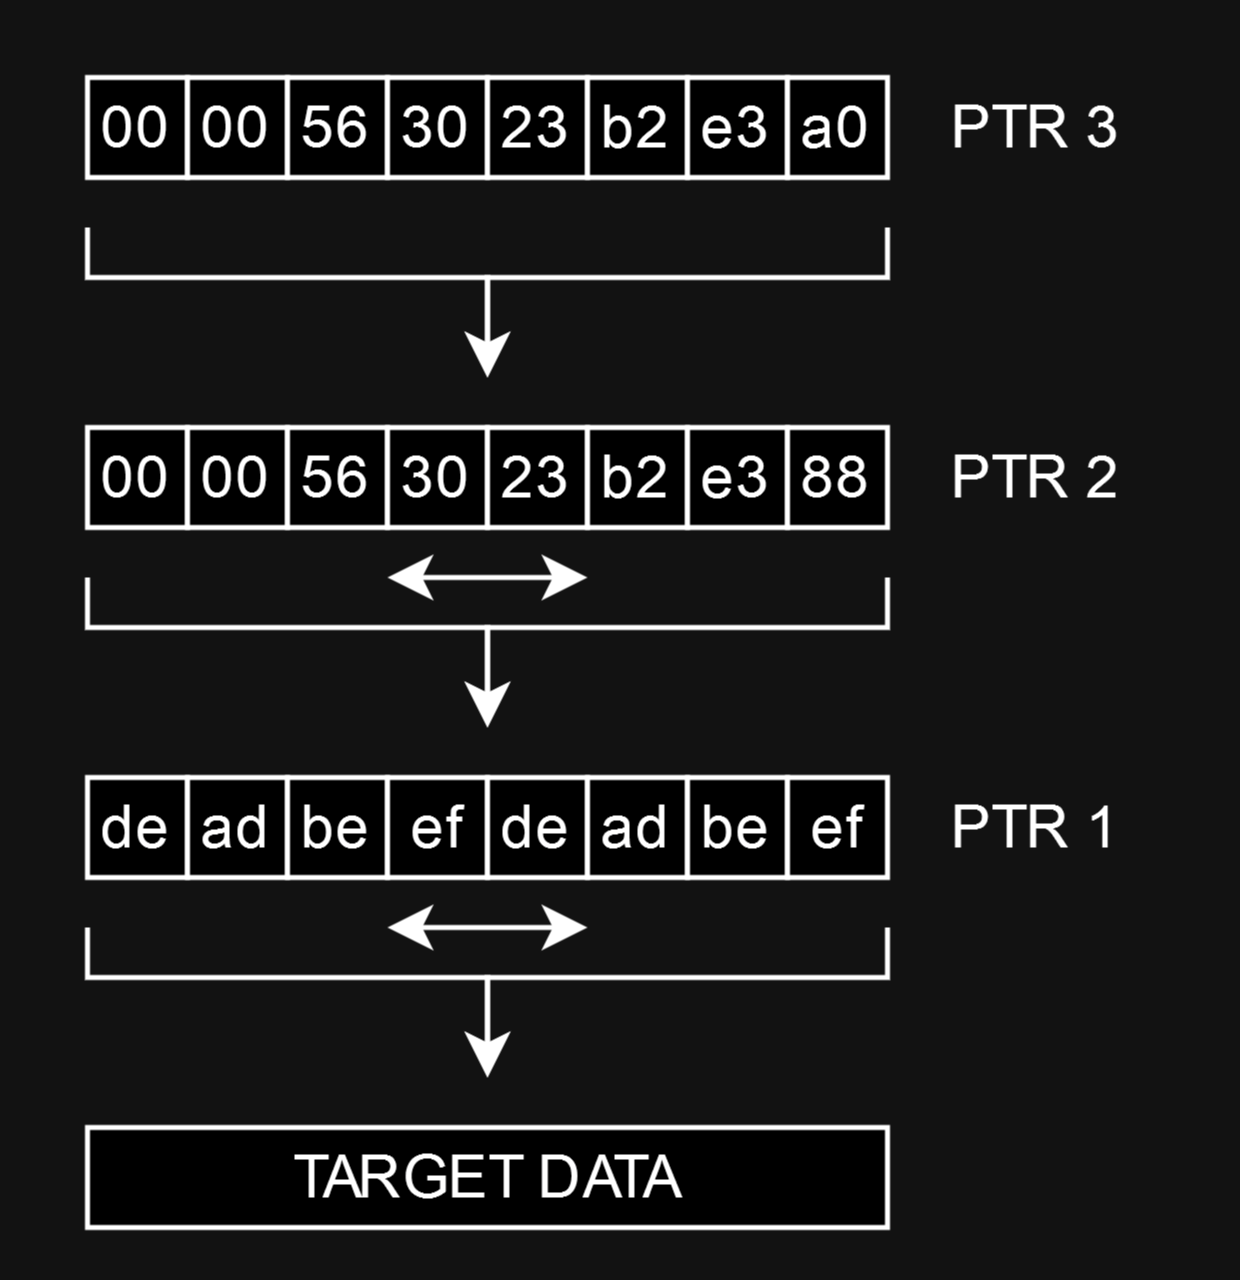 00 00 56 30 23 b2 e3 a0 PTR 3
00 00 56 30 23 b2 e3 88 PTR 2
de ad be ef de ad be ef PTR 1
TARGET DATA